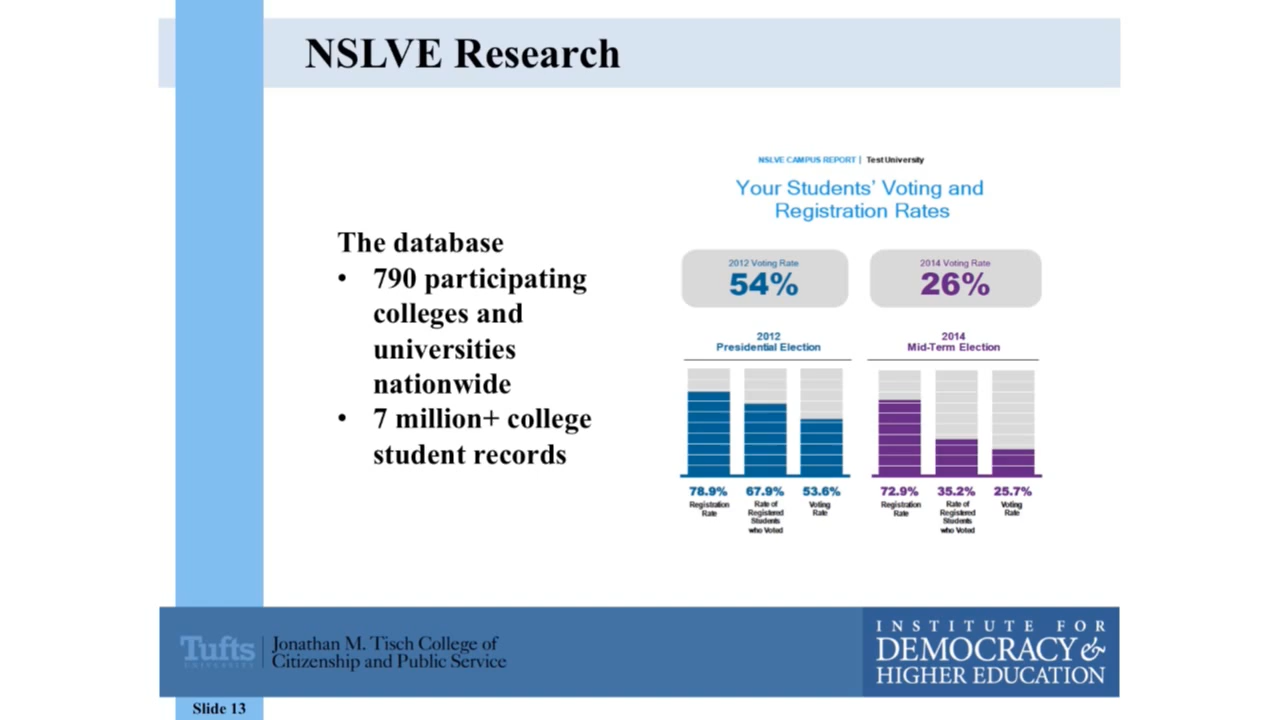 NSLVE Research
The database
• 790 participating
colleges and
universities
nationwide
• 7 million+ college
student records
NSLVE CAMPUS REPORT | Test University
Your Students' Voting and
Registration Rates
2012 Voting Rate
54%
2014 Voting Rate
26%
2012
Presidential Election
2014
Mid-Term Election
78.9%
Registration
Rate
67.9%
Rate of
Registered
Students
who Voted
53.6%
Voting
Rate
72.9%
Registration
Rate
35.2%
Rate of
Registered
Students
who Voted
25.7%
Voting
Rate
Tufts
UNIVERSITY
Jonathan M. Tisch College of
Citizenship and Public Service
INSTITUTE FOR
DEMOCRACY &
HIGHER EDUCATION
Slide 13